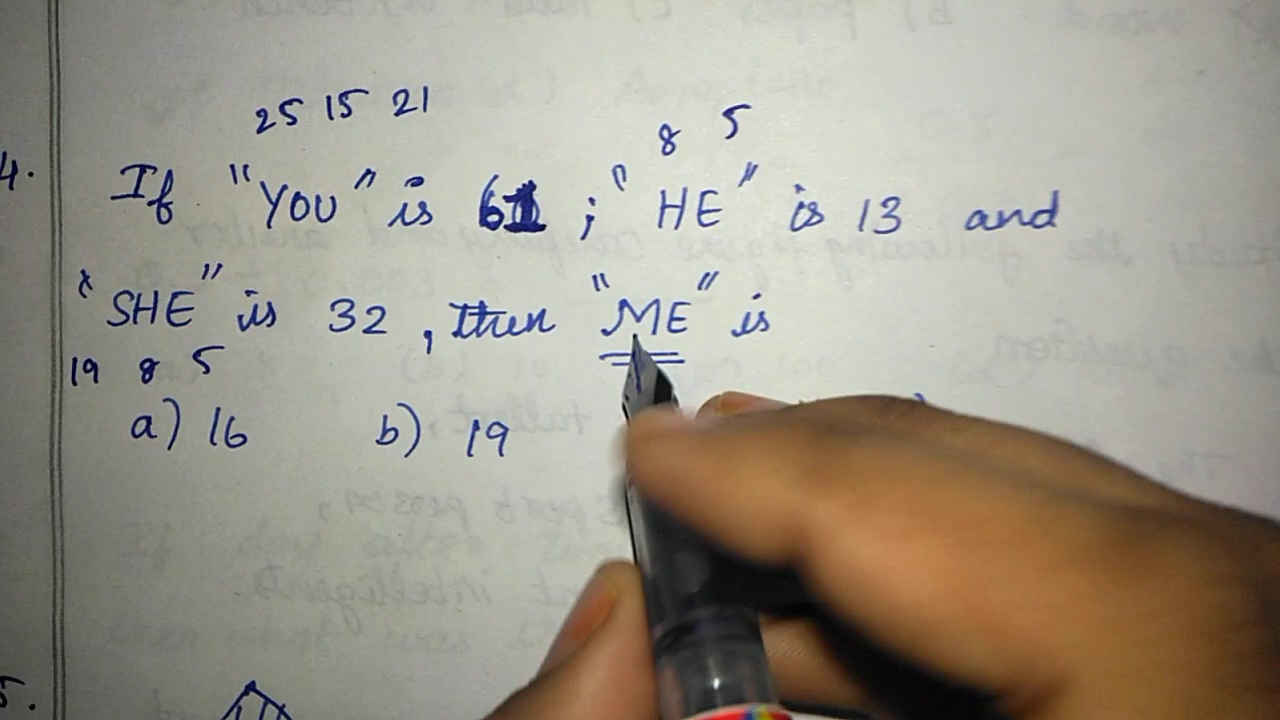 25 15 21
8 5
4. If "YOU" is 61 ; "HE" is 13 and
"SHE" is 32 , then "ME" is
19 8 5
a) 16 b) 19
5.